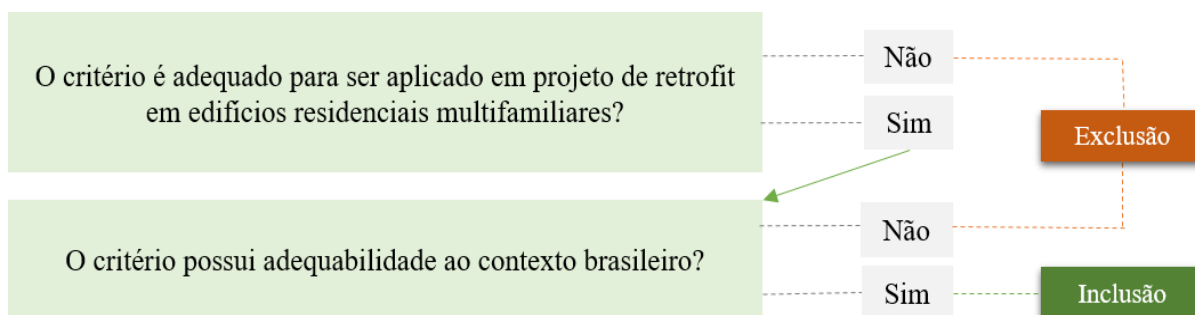 O critério é adequado para ser aplicado em projeto de retrofit
em edifícios residenciais multifamiliares?
Não
Sim
Exclusão
O critério possui adequabilidade ao contexto brasileiro?
Não
Sim
Inclusão